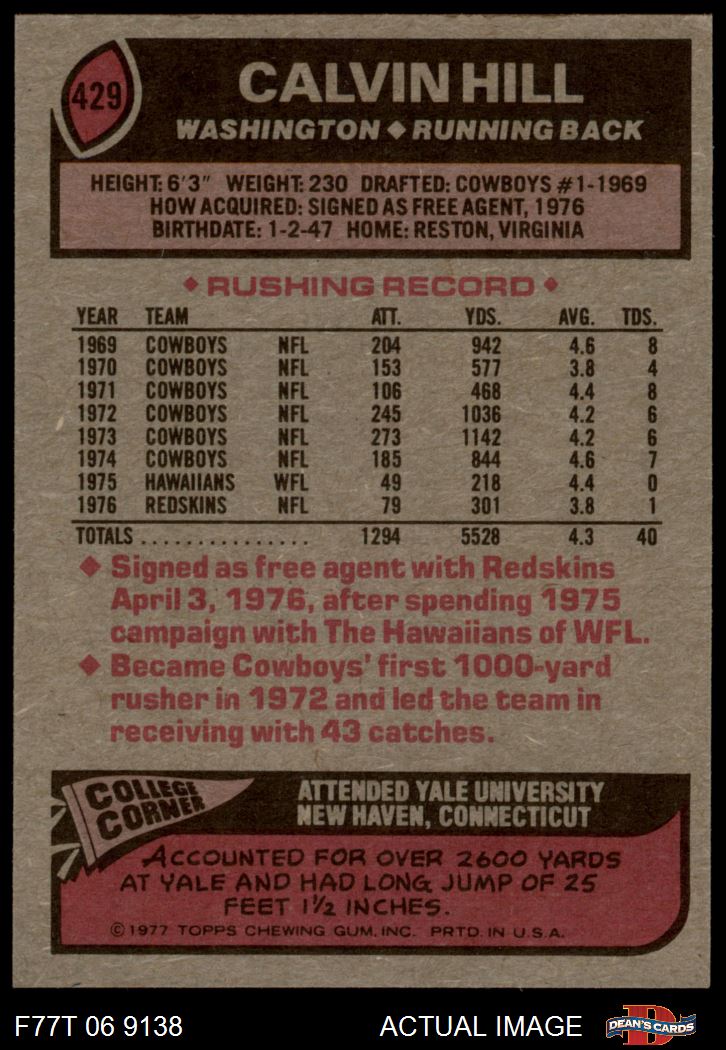 429
CALVIN HILL
WASHINGTON ◆ RUNNING BACK
HEIGHT: 6'3" WEIGHT: 230 DRAFTED: COWBOYS #1-1969
HOW ACQUIRED: SIGNED AS FREE AGENT, 1976
BIRTHDATE: 1-2-47 HOME: RESTON, VIRGINIA
◆ RUSHING RECORD ◆
YEAR TEAM ATT. YDS. AVG. TDS.
1969 COWBOYS NFL 204 942 4.6 8
1970 COWBOYS NFL 153 577 3.8 4
1971 COWBOYS NFL 106 468 4.4 8
1972 COWBOYS NFL 245 1036 4.2 6
1973 COWBOYS NFL 273 1142 4.2 6
1974 COWBOYS NFL 185 844 4.6 7
1975 HAWAIIANS WFL 49 218 4.4 0
1976 REDSKINS NFL 79 301 3.8 1
TOTALS ............... 1294 5528 4.3 40
◆ Signed as free agent with Redskins
April 3, 1976, after spending 1975
campaign with The Hawaiians of WFL.
◆ Became Cowboys' first 1000-yard
rusher in 1972 and led the team in
receiving with 43 catches.
COLLEGE
CORNER
ATTENDED YALE UNIVERSITY
NEW HAVEN, CONNECTICUT
ACCOUNTED FOR OVER 2600 YARDS
AT YALE AND HAD LONG JUMP OF 25
FEET 1½ INCHES.
©1977 TOPPS CHEWING GUM, INC. PRTD. IN U.S.A.
F77T 06 9138 ACTUAL IMAGE
D
DEAN'S CARDS